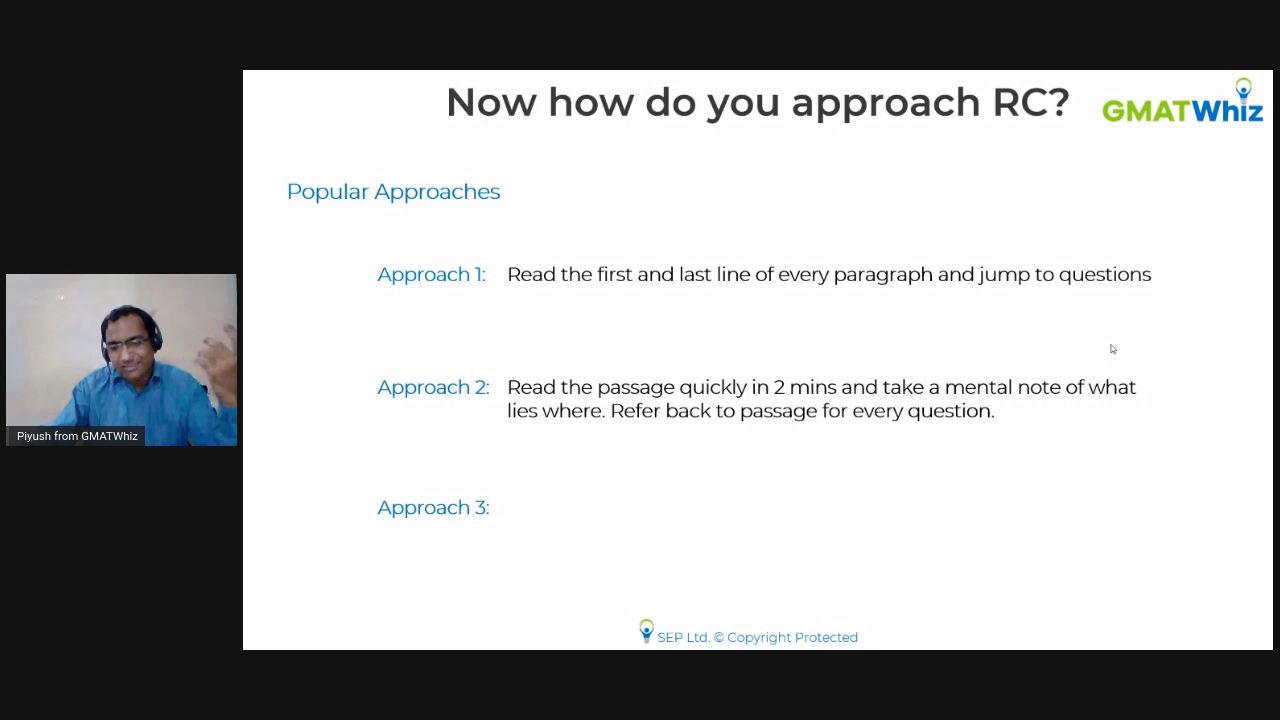 Now how do you approach RC?
GMATWhiz
Popular Approaches
Approach 1: Read the first and last line of every paragraph and jump to questions
Approach 2: Read the passage quickly in 2 mins and take a mental note of what
lies where. Refer back to passage for every question.
Piyush from GMATWhiz
Approach 3:
SEP Ltd. © Copyright Protected